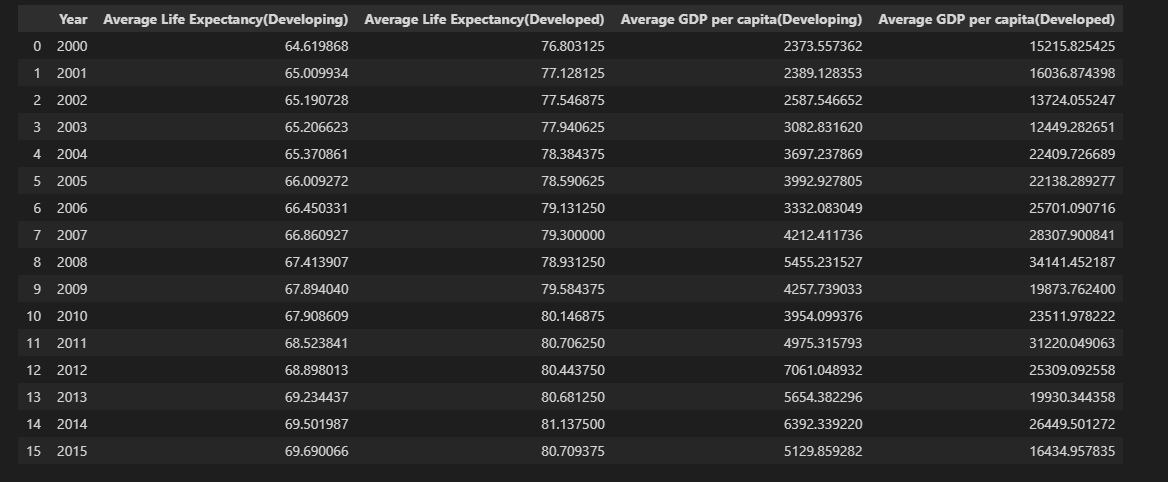 Year Average Life Expectancy(Developing) Average Life Expectancy(Developed) Average GDP per capita(Developing) Average GDP per capita(Developed)
0 2000 64.619868 76.803125 2373.557362 15215.825425
1 2001 65.009934 77.128125 2389.128353 16036.874398
2 2002 65.190728 77.546875 2587.546652 13724.055247
3 2003 65.206623 77.940625 3082.831620 12449.282651
4 2004 65.370861 78.384375 3697.237869 22409.726689
5 2005 66.009272 78.590625 3992.927805 22138.289277
6 2006 66.450331 79.131250 3332.083049 25701.090716
7 2007 66.860927 79.300000 4212.411736 28307.900841
8 2008 67.413907 78.931250 5455.231527 34141.452187
9 2009 67.894040 79.584375 4257.739033 19873.762400
10 2010 67.908609 80.146875 3954.099376 23511.978222
11 2011 68.523841 80.706250 4975.315793 31220.049063
12 2012 68.898013 80.443750 7061.048932 25309.092558
13 2013 69.234437 80.681250 5654.382296 19930.344358
14 2014 69.501987 81.137500 6392.339220 26449.501272
15 2015 69.690066 80.709375 5129.859282 16434.957835